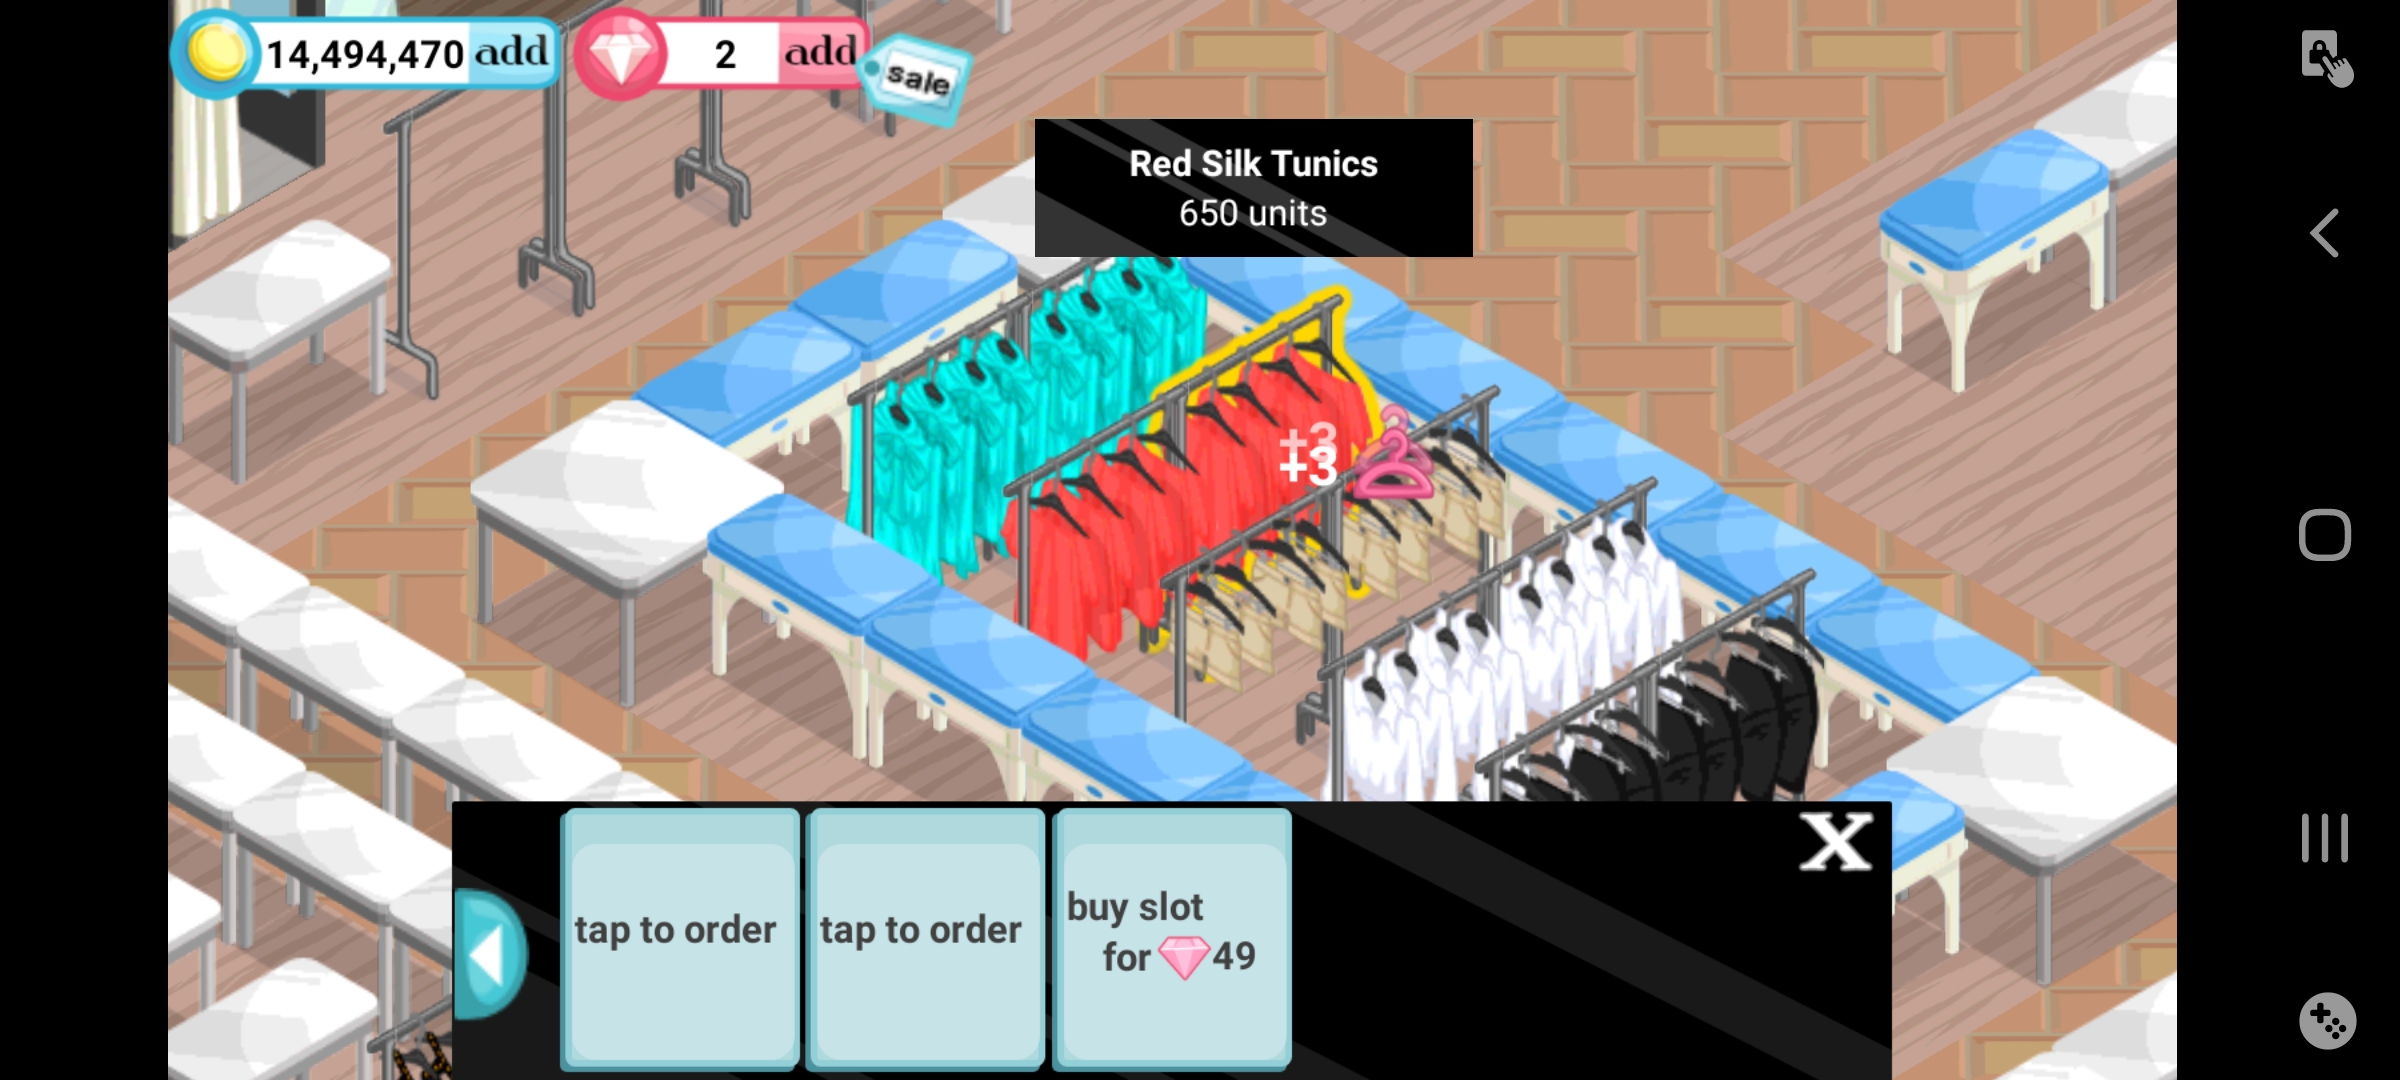 14,494,470 add
2 add
sale
Red Silk Tunics
650 units
+3
+3
tap to order
tap to order
buy slot
for 49
X